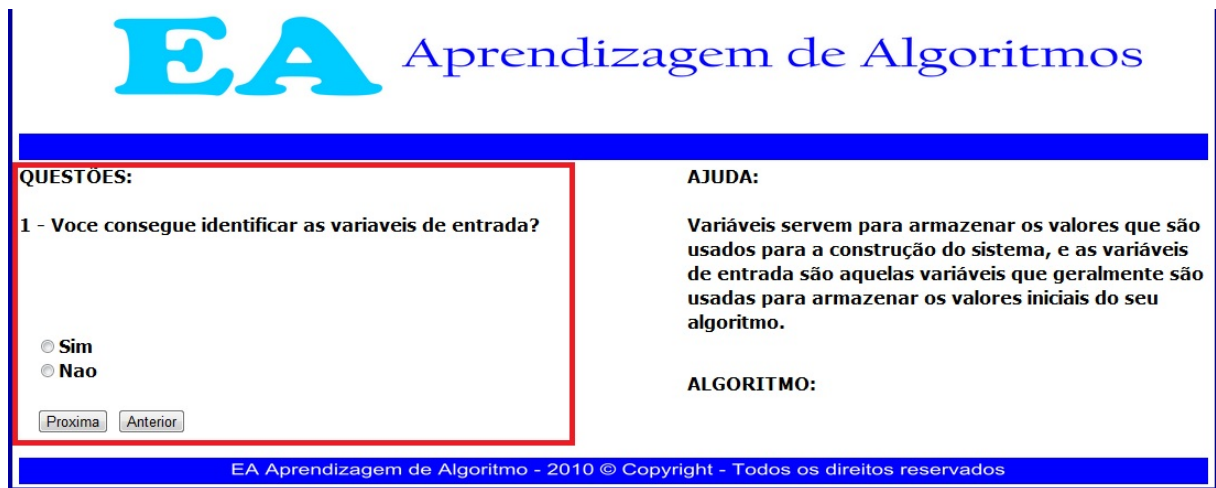 EA Aprendizagem de Algoritmos
QUESTÕES:
1 - Voce consegue identificar as variaveis de entrada?
Sim
Nao
Proxima Anterior
AJUDA:
Variáveis servem para armazenar os valores que são
usados para a construção do sistema, e as variáveis
de entrada são aquelas variáveis que geralmente são
usadas para armazenar os valores iniciais do seu
algoritmo.
ALGORITMO:
EA Aprendizagem de Algoritmo - 2010 © Copyright - Todos os direitos reservados